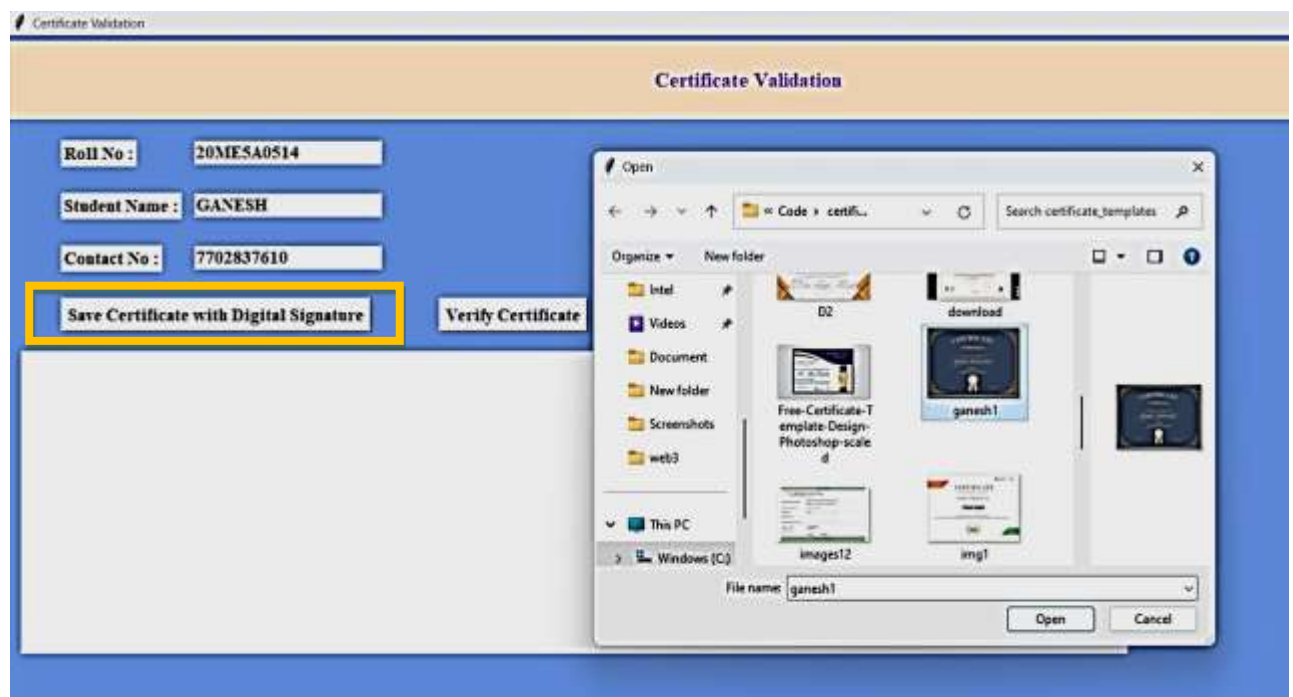 Certificate Validation
Certificate Validation
Roll No : 20ME5A0514
Student Name : GANESH
Contact No : 7702837610
Save Certificate with Digital Signature
Verify Certificate
Open
« Code › certifi...
Search certificate_templates
Organize
New folder
Intel
Videos
Document
New folder
Screenshots
web3
This PC
Windows (C:)
D2
download
Free-Certificate-T
emplate-Design-
Photoshop-scale
d
ganesh1
images12
img1
File name: ganesh1
Open
Cancel